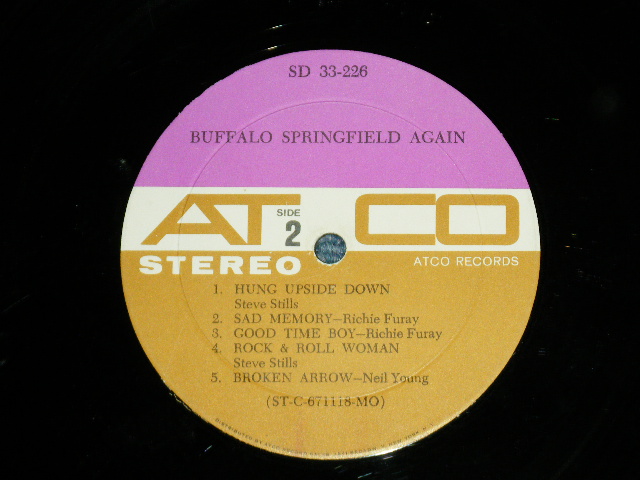 SD 33-226
BUFFALO SPRINGFIELD AGAIN
ATCO
SIDE
2
STEREO
ATCO RECORDS
1. HUNG UPSIDE DOWN
Steve Stills
2. SAD MEMORY—Richie Furay
3. GOOD TIME BOY—Richie Furay
4. ROCK & ROLL WOMAN
Steve Stills
5. BROKEN ARROW—Neil Young
(ST-C-671118-MO)